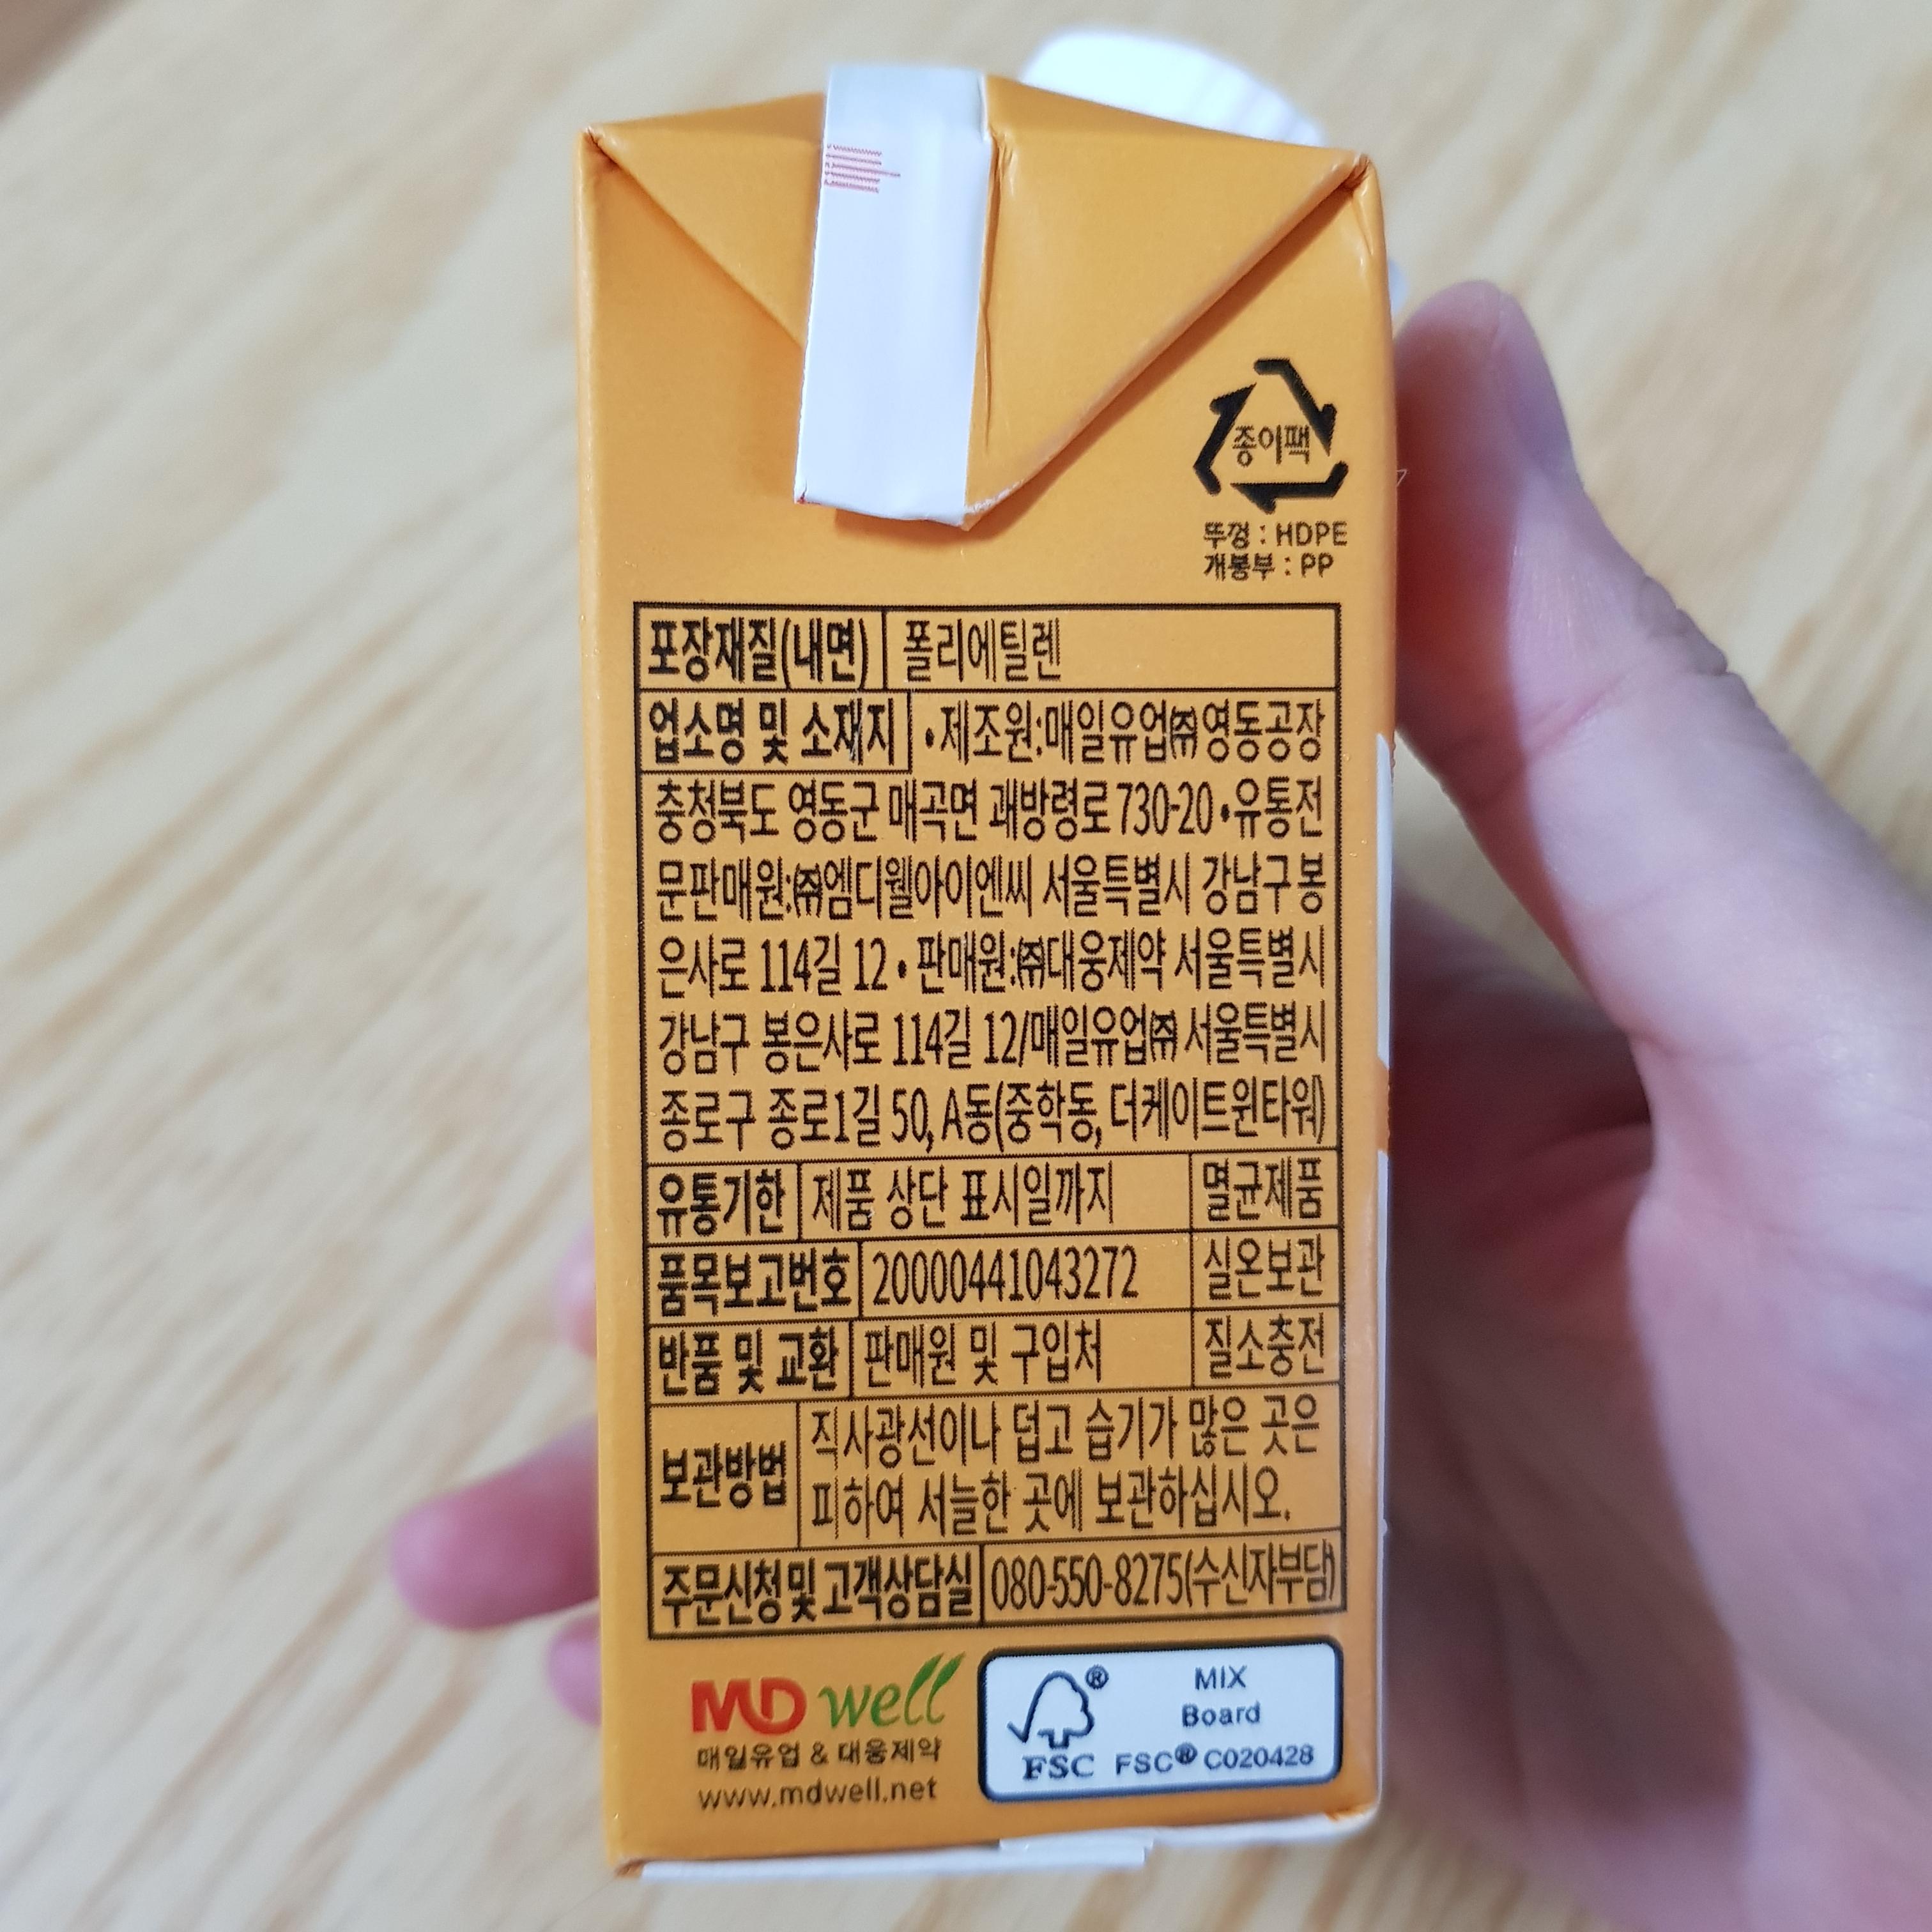 종이팩
뚜껑 : HDPE
개봉부 : PP
포장재질(내면) 폴리에틸렌
업소명 및 소재지 •제조원:매일유업㈜영동공장
충청북도 영동군 매곡면 괘방령로 730-20 •유통전
문판매원:㈜엠디웰아이엔씨 서울특별시 강남구 봉
은사로 114길 12 • 판매원:㈜대웅제약 서울특별시
강남구 봉은사로 114길 12/매일유업㈜ 서울특별시
종로구 종로1길 50, A동(중학동, 더케이트윈타워)
유통기한 제품 상단 표시일까지 멸균제품
품목보고번호 20000441043272 실온보관
반품 및 교환 판매원 및 구입처 질소충전
보관방법 직사광선이나 덥고 습기가 많은 곳은
피하여 서늘한 곳에 보관하십시오.
주문신청및고객상담실 080-550-8275(수신자부담)
MD well
매일유업 & 대웅제약
www.mdwell.net
FSC®
MIX
Board
FSC® C020428